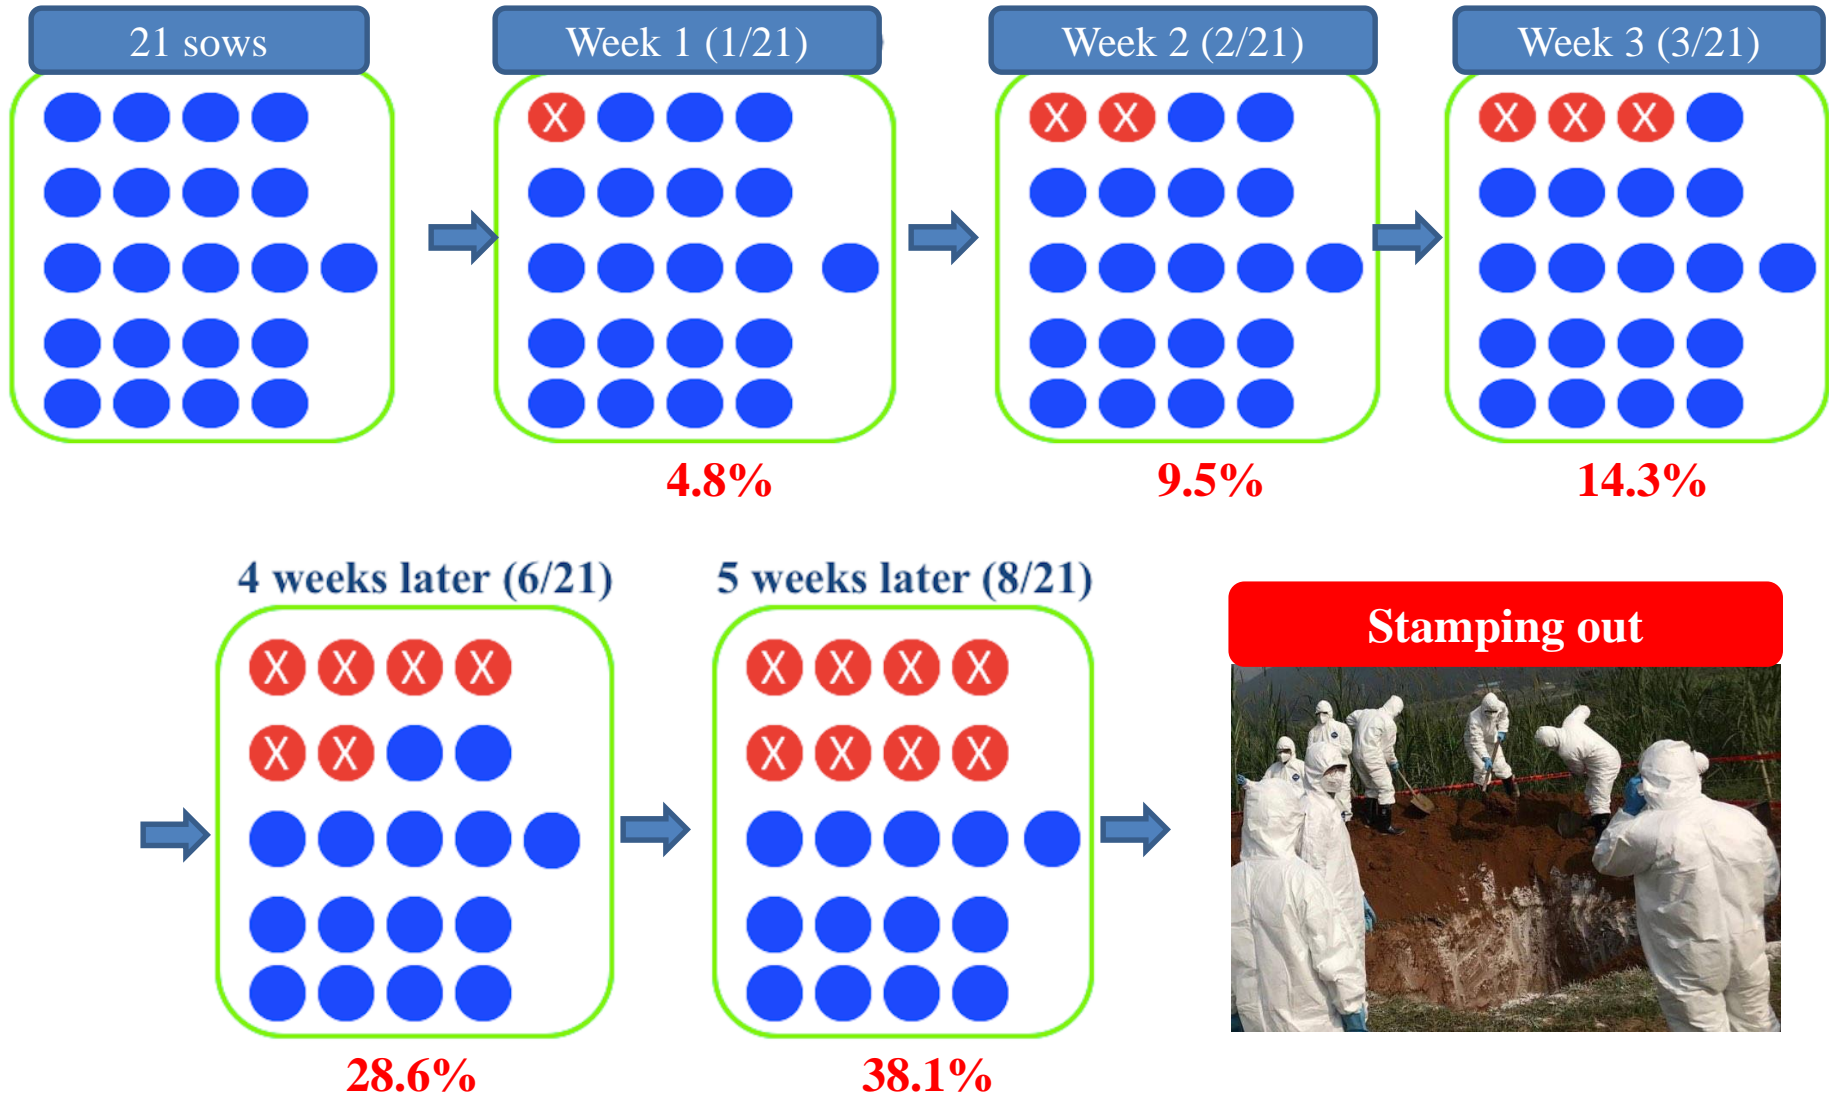 21 sows
Week 1 (1/21)
Week 2 (2/21)
Week 3 (3/21)
X
X X
X X X
4.8%
9.5%
14.3%
4 weeks later (6/21)
5 weeks later (8/21)
Stamping out
X X X X
X X X X
X X
X X X X
28.6%
38.1%